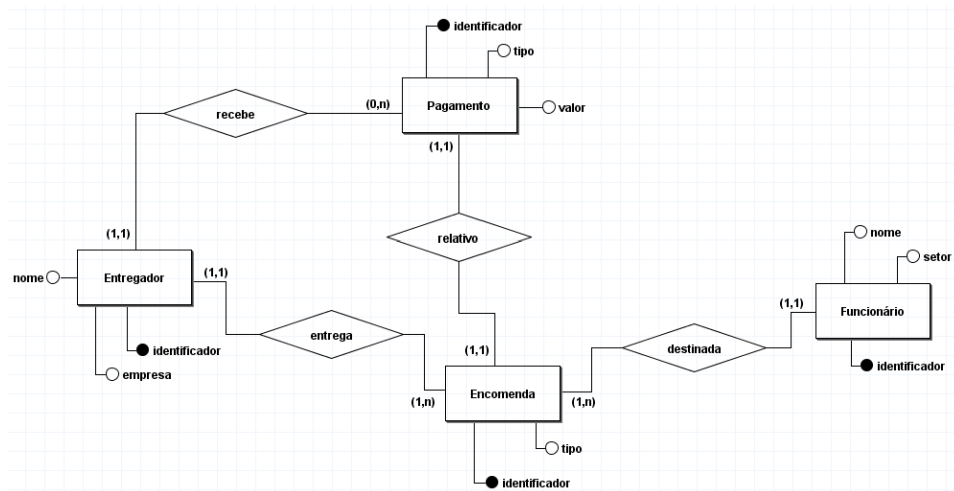 identificador
tipo
(0,n)
Pagamento
valor
recebe
(1,1)
(1,1)
relativo
nome
setor
nome
Entregador
(1,1)
(1,1)
Funcionário
entrega
destinada
identificador
(1,1)
identificador
empresa
Encomenda
(1,n)
(1,n)
tipo
identificador